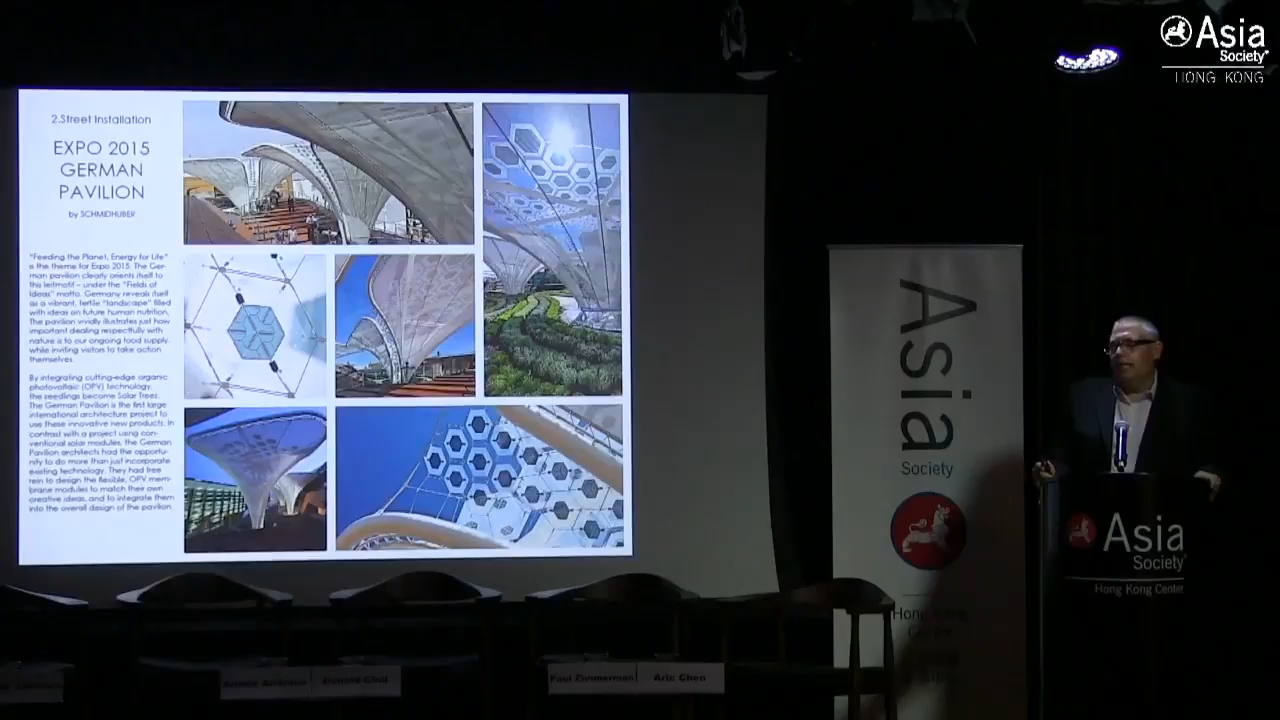 Asia
Society
HONG KONG
2.Street Installation
EXPO 2015
GERMAN
PAVILION
by SCHMIDHUBER
"Feeding the Planet, Energy for Life"
is the theme for Expo 2015. The Ger-
man pavilion clearly orients itself to
this leitmotif – under the "Fields of
Ideas" motto. Germany reveals itself
as a vibrant, fertile "landscape" filled
with ideas on future human nutrition.
The pavilion vividly illustrates just how
important dealing respectfully with
nature is to our ongoing food supply,
while inviting visitors to take action
themselves.
By integrating cutting-edge organic
photovoltaic (OPV) technology,
the seedlings become Solar Trees.
The German Pavilion is the first large
international architecture project to
use these innovative new products. In
contrast with a project using con-
ventional solar modules, the German
Pavilion architects had the opportu-
nity to do more than just incorporate
existing technology. They had free
rein to design the flexible, OPV mem-
brane modules to match their own
creative ideas, and to integrate them
into the overall design of the pavilion.
Asia
Society
Asia
Society
Hong Kong Center
Paul Zimmerman
Aric Chen